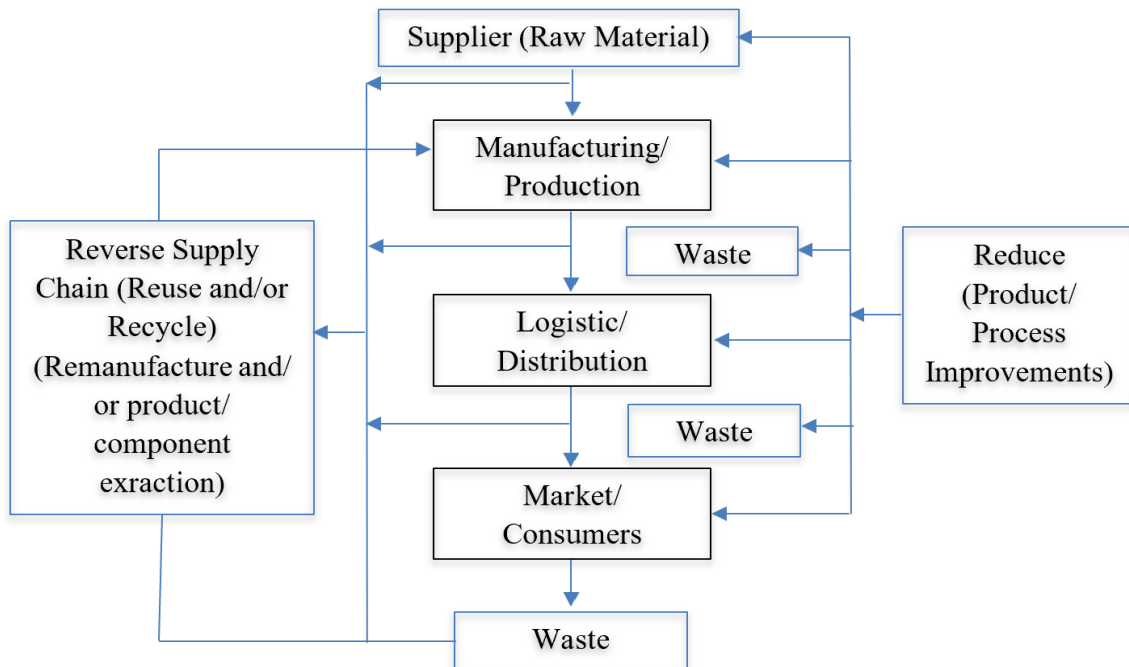 Supplier (Raw Material)
Manufacturing/
Production
Reverse Supply
Chain (Reuse and/or
Recycle)
(Remanufacture and/
or product/
component
exraction)
Waste
Reduce
(Product/
Process
Improvements)
Logistic/
Distribution
Waste
Market/
Consumers
Waste